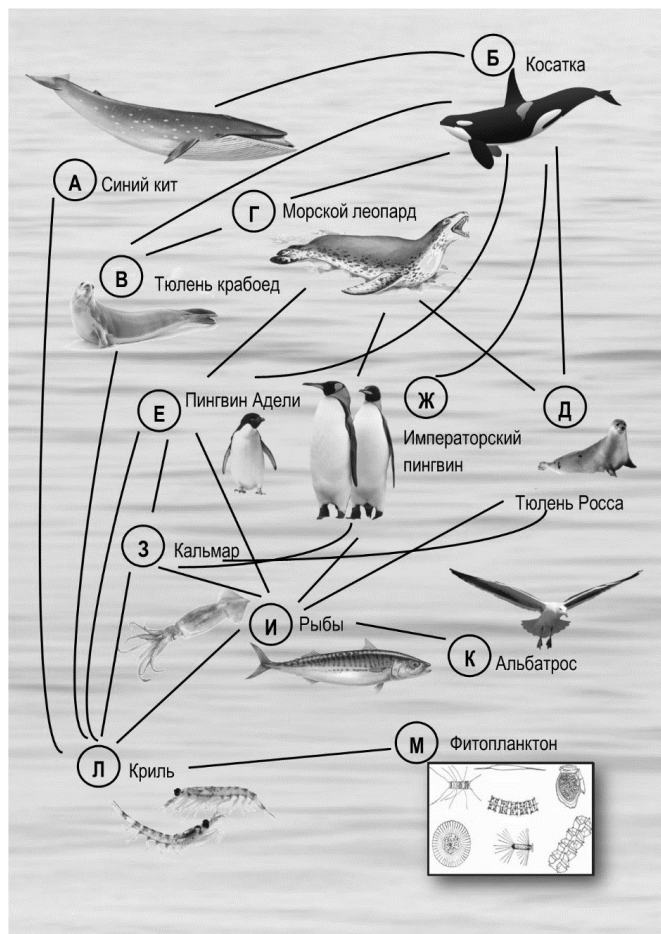 Б
Косатка
А
Синий кит
Г
Морской леопард
В
Тюлень крабоед
Е
Пингвин Адели
Ж
Императорский
пингвин
Д
Тюлень Росса
З
Кальмар
И
Рыбы
К
Альбатрос
Л
Криль
М
Фитопланктон